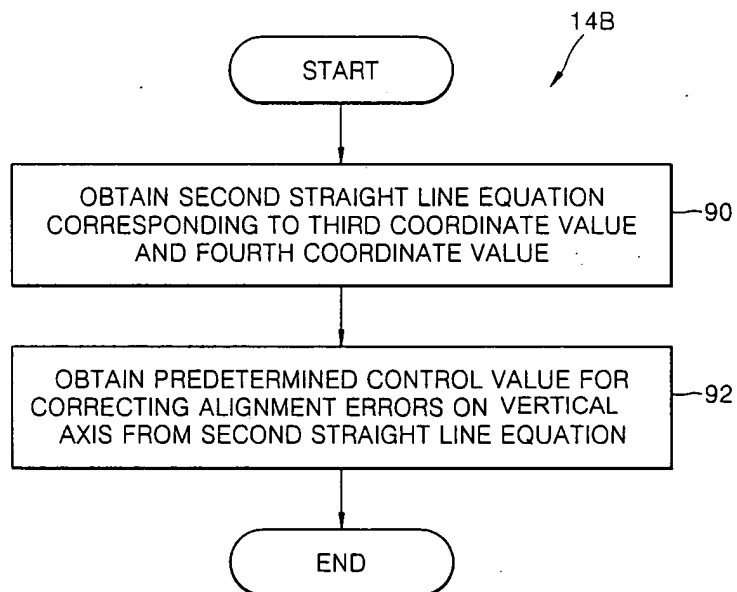 14B
START
OBTAIN SECOND STRAIGHT LINE EQUATION
CORRESPONDING TO THIRD COORDINATE VALUE
AND FOURTH COORDINATE VALUE
90
OBTAIN PREDETERMINED CONTROL VALUE FOR
CORRECTING ALIGNMENT ERRORS ON VERTICAL
AXIS FROM SECOND STRAIGHT LINE EQUATION
92
END